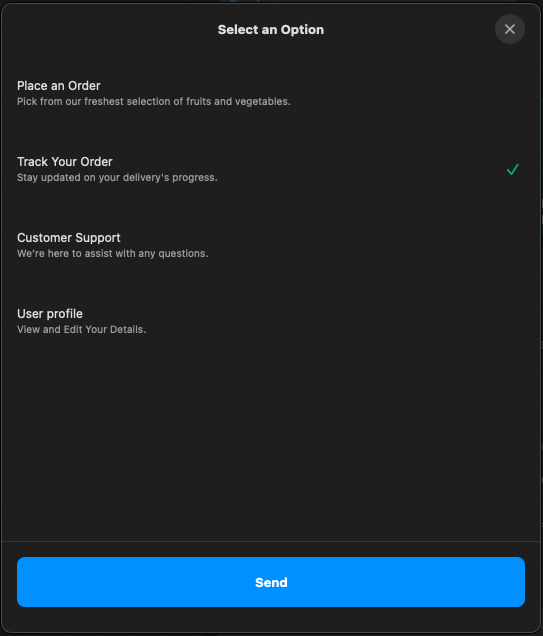 Select an Option
Place an Order
Pick from our freshest selection of fruits and vegetables.
Track Your Order
Stay updated on your delivery's progress.
Customer Support
We're here to assist with any questions.
User profile
View and Edit Your Details.
Send